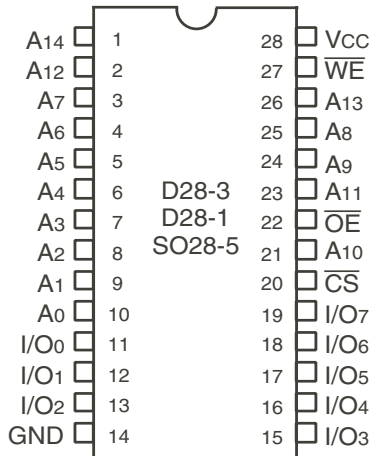 A14 1 28 VCC
A12 2 27 WE
A7 3 26 A13
A6 4 25 A8
A5 5 24 A9
A4 6 D28-3 23 A11
A3 7 D28-1 22 OE
A2 8 SO28-5 21 A10
A1 9 20 CS
A0 10 19 I/O7
I/O0 11 18 I/O6
I/O1 12 17 I/O5
I/O2 13 16 I/O4
GND 14 15 I/O3